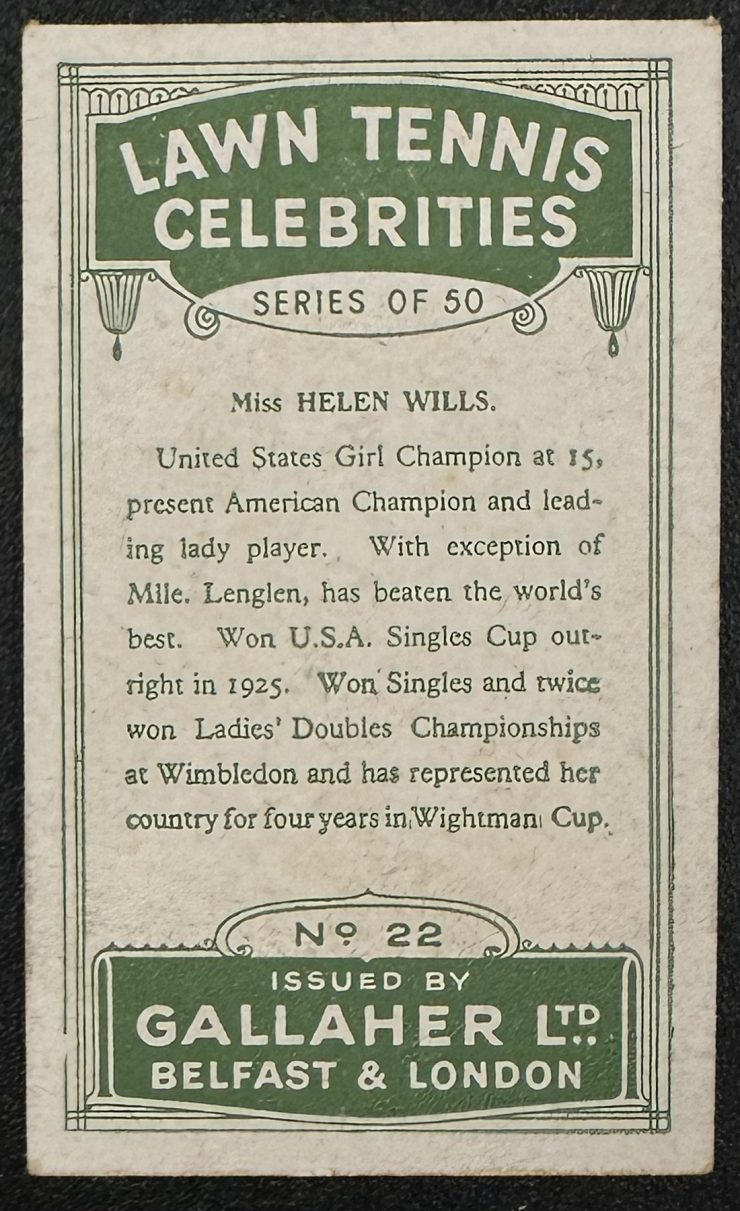 LAWN TENNIS
CELEBRITIES
SERIES OF 50
Miss HELEN WILLS.
United States Girl Champion at 15,
present American Champion and lead-
ing lady player. With exception of
Mlle. Lenglen, has beaten the world's
best. Won U.S.A. Singles Cup out-
right in 1925. Won Singles and twice
won Ladies' Doubles Championships
at Wimbledon and has represented her
country for four years in Wightman Cup.
Nº 22
ISSUED BY
GALLAHER LTD
BELFAST & LONDON